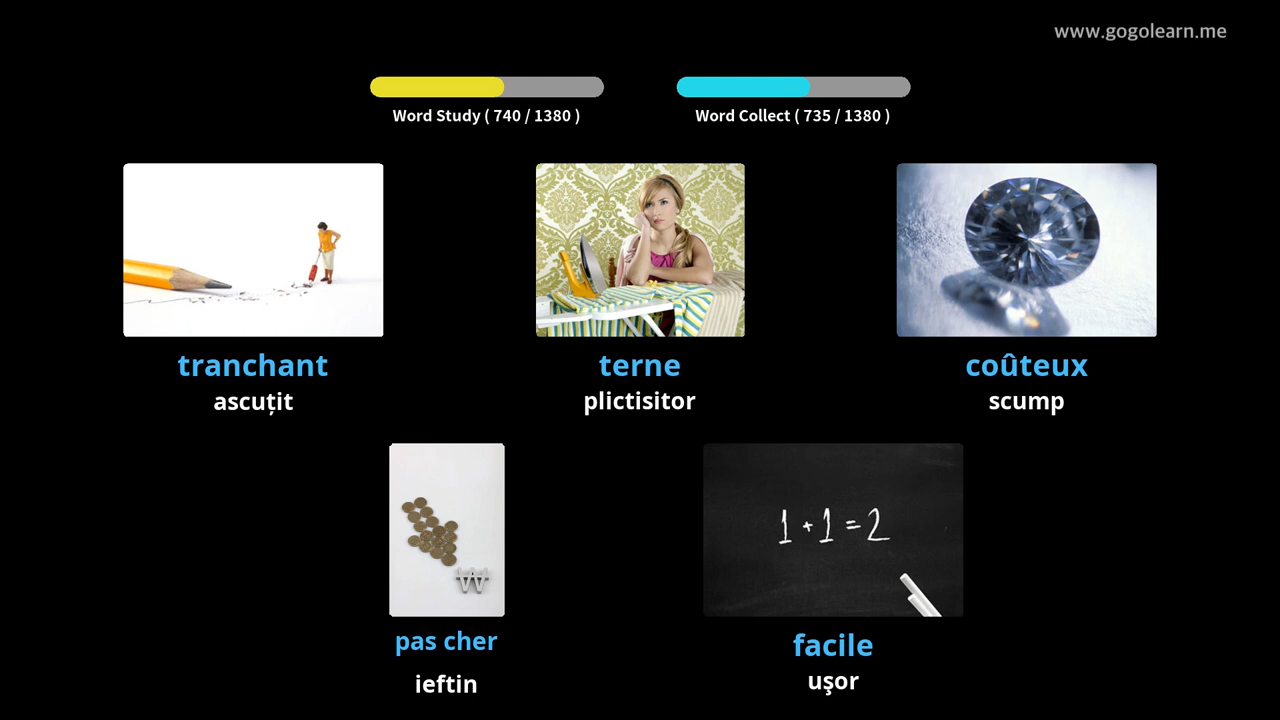 www.gogolearn.me
Word Study ( 740 / 1380 )
Word Collect ( 735 / 1380 )
tranchant
ascuțit
terne
plictisitor
coûteux
scump
pas cher
ieftin
1 + 1 = 2
facile
uşor